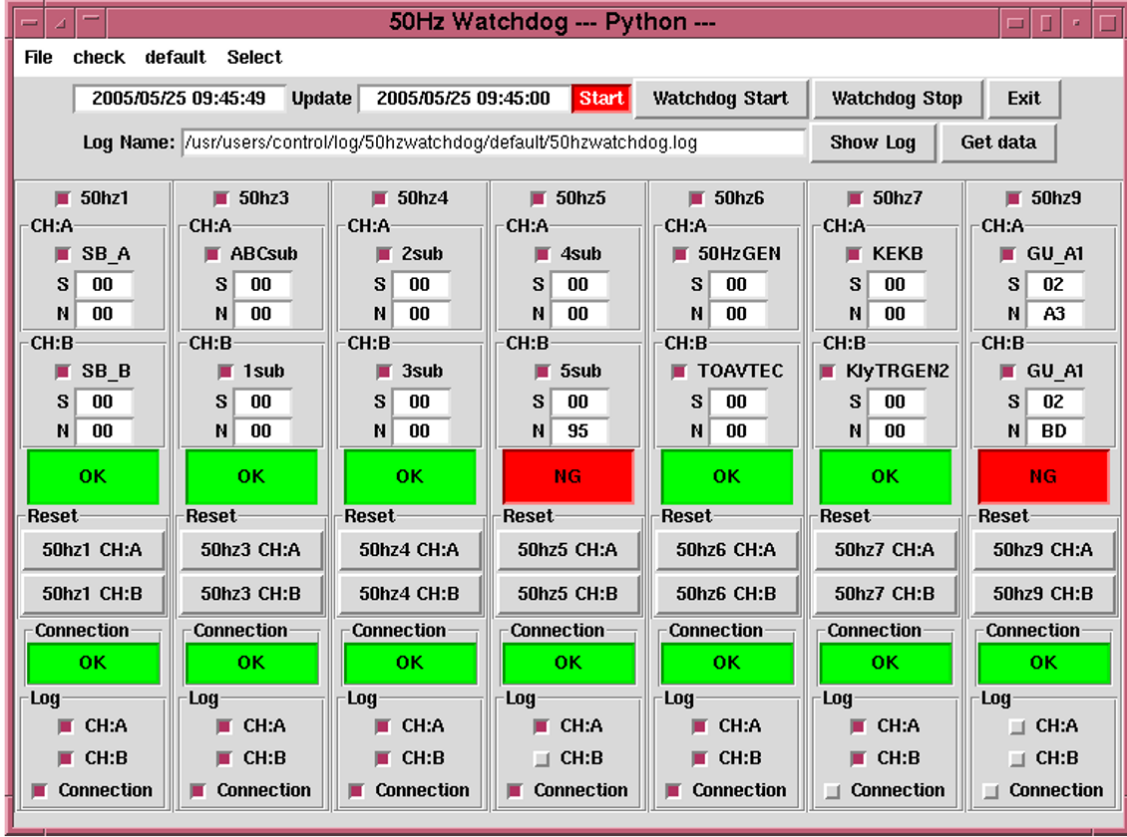 50Hz Watchdog --- Python ---
File check default Select
2005/05/25 09:45:49 Update 2005/05/25 09:45:00 Start Watchdog Start Watchdog Stop Exit
Log Name: /usr/users/control/log/50hzwatchdog/default/50hzwatchdog.log Show Log Get data
50hz1 50hz3 50hz4 50hz5 50hz6 50hz7 50hz9
CH:A CH:A CH:A CH:A CH:A CH:A CH:A
SB_A ABCsub 2sub 4sub 50HzGEN KEKB GU_A1
S 00 S 00 S 00 S 00 S 00 S 00 S 02
N 00 N 00 N 00 N 00 N 00 N 00 N A3
CH:B CH:B CH:B CH:B CH:B CH:B CH:B
SB_B 1sub 3sub 5sub TOAVTEC KlyTRGEN2 GU_A1
S 00 S 00 S 00 S 00 S 00 S 00 S 02
N 00 N 00 N 00 N 95 N 00 N 00 N BD
OK OK OK NG OK OK NG
Reset Reset Reset Reset Reset Reset Reset
50hz1 CH:A 50hz3 CH:A 50hz4 CH:A 50hz5 CH:A 50hz6 CH:A 50hz7 CH:A 50hz9 CH:A
50hz1 CH:B 50hz3 CH:B 50hz4 CH:B 50hz5 CH:B 50hz6 CH:B 50hz7 CH:B 50hz9 CH:B
Connection Connection Connection Connection Connection Connection Connection
OK OK OK OK OK OK OK
Log Log Log Log Log Log Log
CH:A CH:A CH:A CH:A CH:A CH:A CH:A
CH:B CH:B CH:B CH:B CH:B CH:B CH:B
Connection Connection Connection Connection Connection Connection Connection